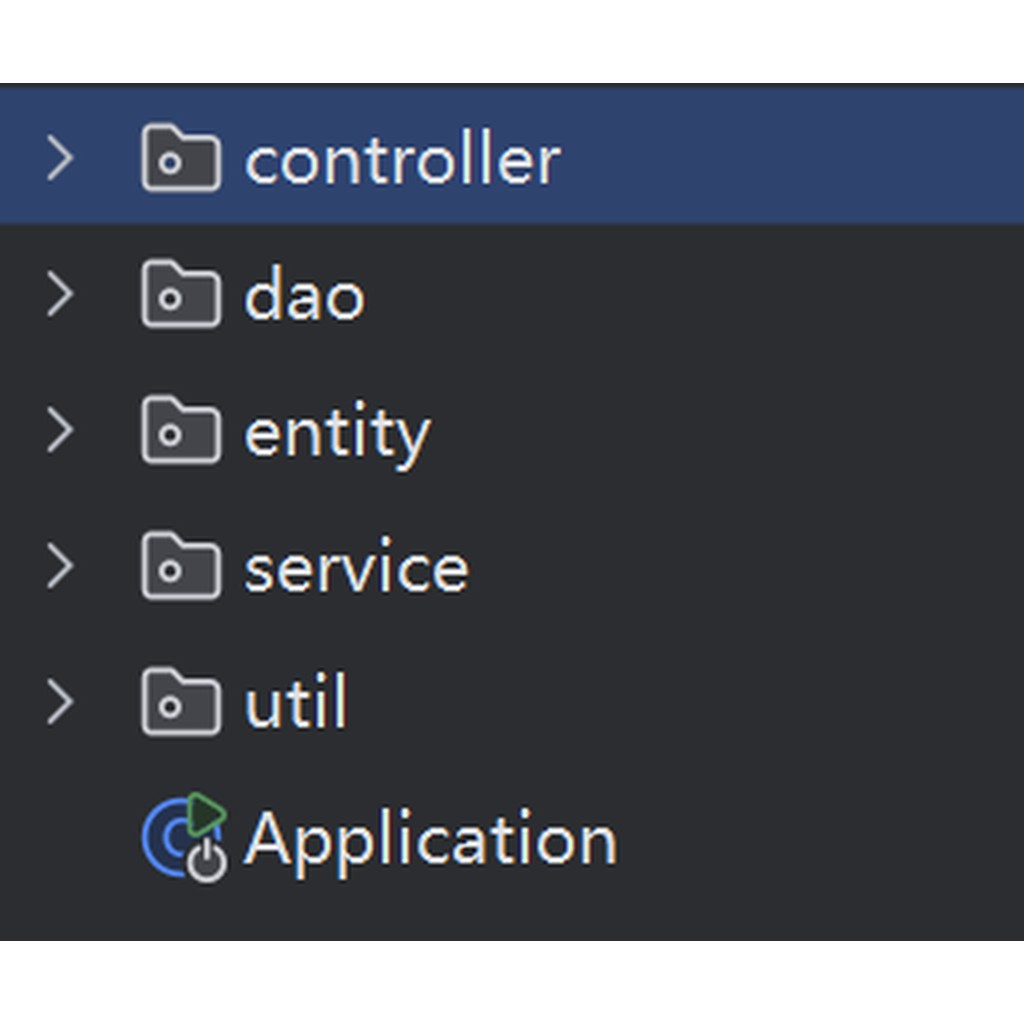 controller
dao
entity
service
util
Application